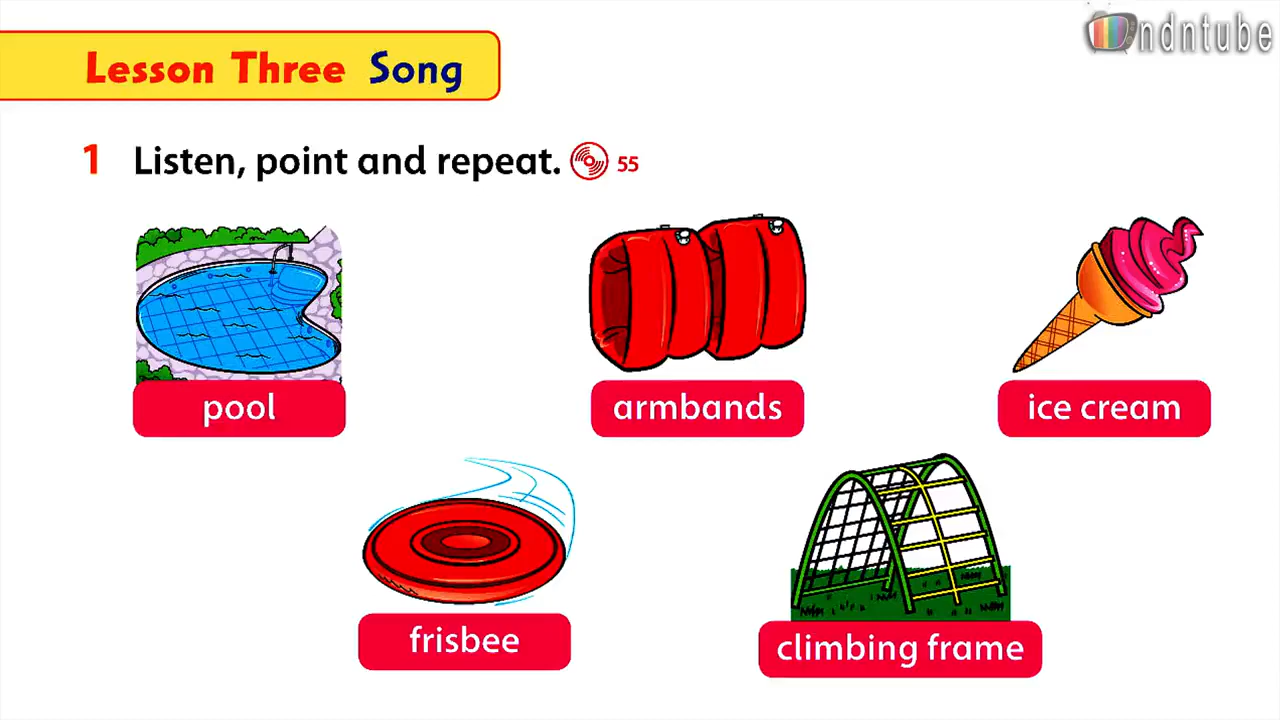 ndntube
Lesson Three Song
1 Listen, point and repeat. 55
pool
armbands
ice cream
frisbee
climbing frame